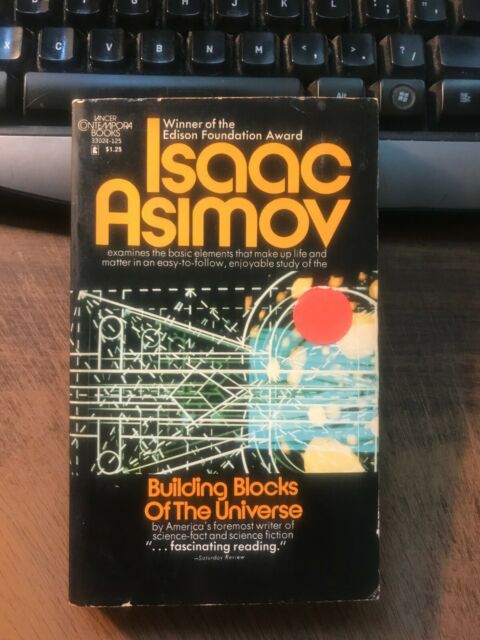 X C V B N M < , > . ? /
Alt
LANCER
CONTEMPORA
BOOKS
33024-125
$1.25
Winner of the
Edison Foundation Award
Isaac
Asimov
examines the basic elements that make up life and
matter in an easy-to-follow, enjoyable study of the
Building Blocks
Of The Universe
by America's foremost writer of
science-fact and science fiction
"... fascinating reading."
—Saturday Review